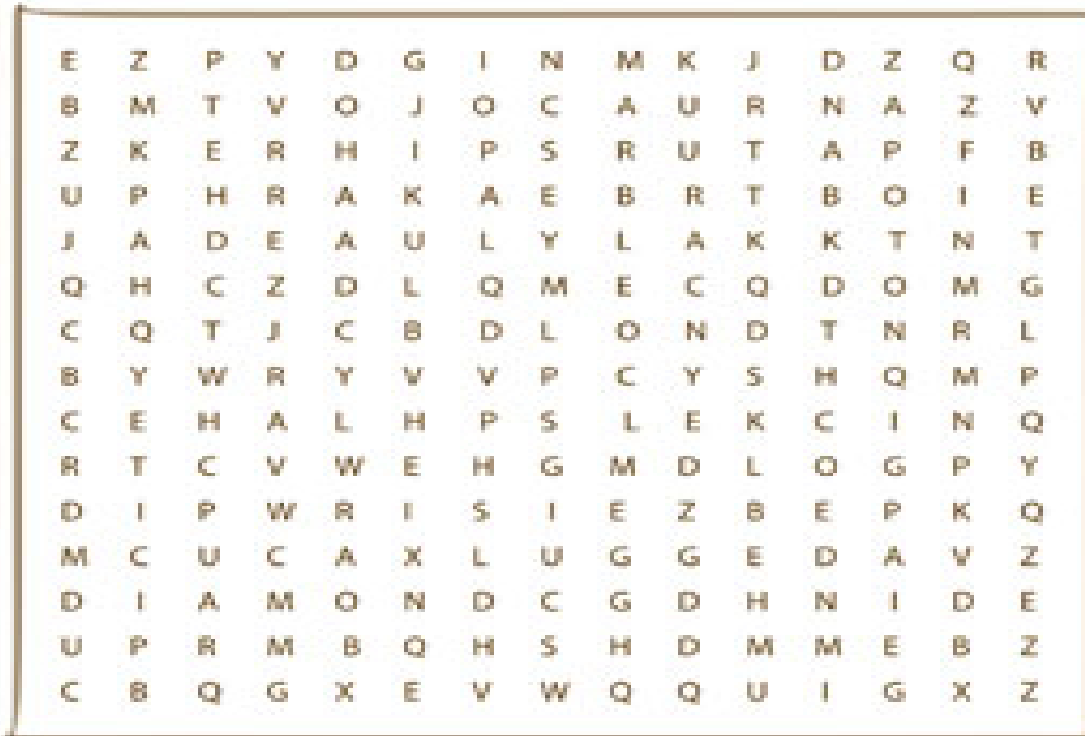 E Z P Y D G I N M K J D Z Q R
B M T V O J O C A U R N A Z V
Z K E R H I P S R U T A P F B
U P H R A K A E B R T B O I E
J A D E A U L Y L A K K T N T
Q H C Z D L Q M E C Q D O M G
C Q T J C B D L O N D T N R L
B Y W R Y V V P C Y S H Q M P
C E H A L H P S L E K C I N Q
R T C V W E H G M D L O G P Y
D I P W R I S I E Z B E P K Q
M C U C A X L U G G E D A V Z
D I A M O N D C G D H N I D E
U P R M B Q H S H D M M E B Z
C B Q G X E V W Q Q U I G X Z